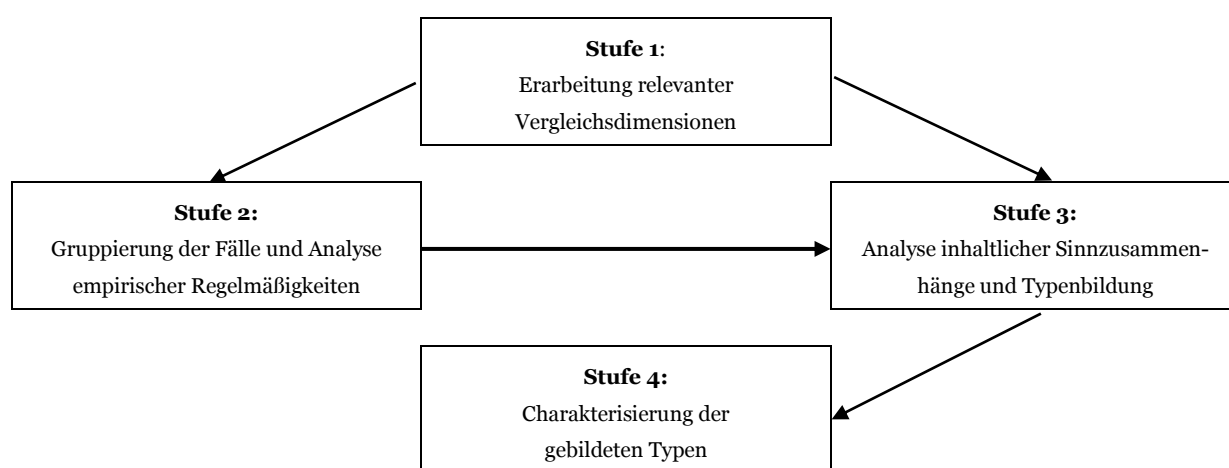 Stufe 1:
Erarbeitung relevanter
Vergleichsdimensionen
Stufe 2:
Gruppierung der Fälle und Analyse
empirischer Regelmäßigkeiten
Stufe 3:
Analyse inhaltlicher Sinnzusammen-
hänge und Typenbildung
Stufe 4:
Charakterisierung der
gebildeten Typen